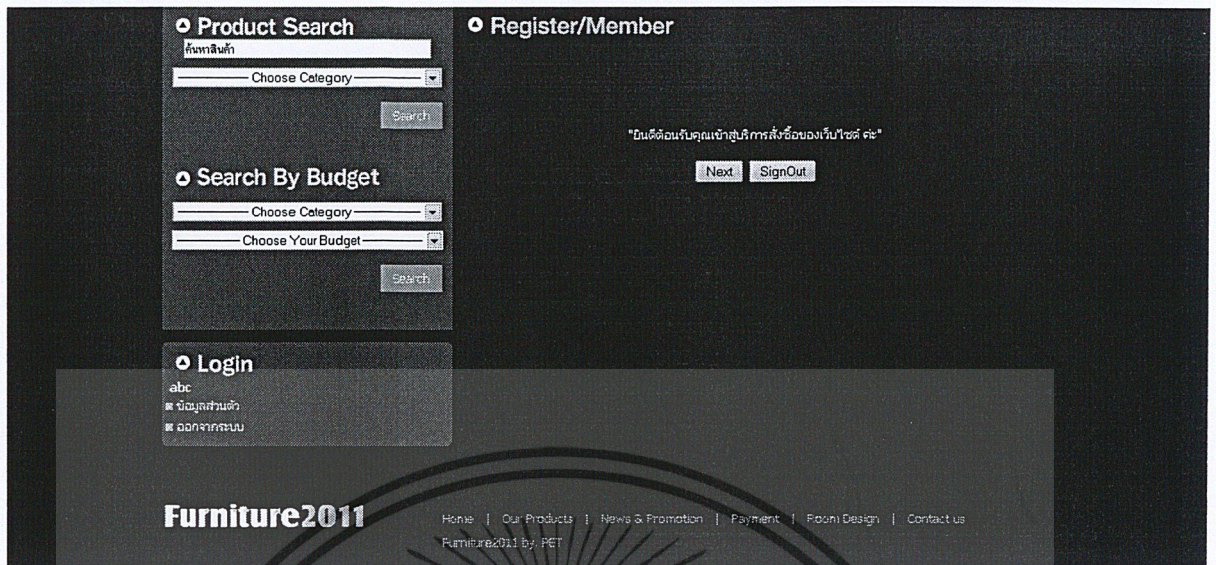 Product Search
ค้นหาสินค้า
Choose Category
Search
Search By Budget
Choose Category
Choose Your Budget
Search
Login
abc
ข้อมูลส่วนตัว
ออกจากระบบ
Register/Member
"ยินดีต้อนรับคุณเข้าสู่บริการสั่งซื้อของเว็บไซต์ ค่ะ"
Next SignOut
Furniture2011
Home | Our Products | News & Promotion | Payment | Room Design | Contact us
Furniture2011 by. PET